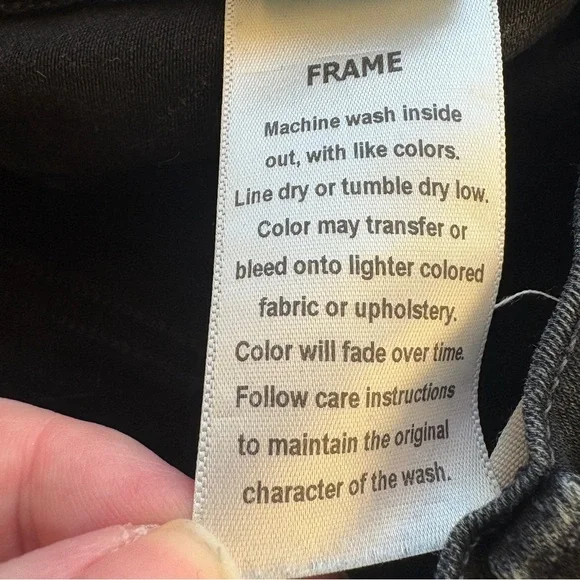 FRAME
Machine wash inside
out, with like colors.
Line dry or tumble dry low.
Color may transfer or
bleed onto lighter colored
fabric or upholstery.
Color will fade over time.
Follow care instructions
to maintain the original
character of the wash.